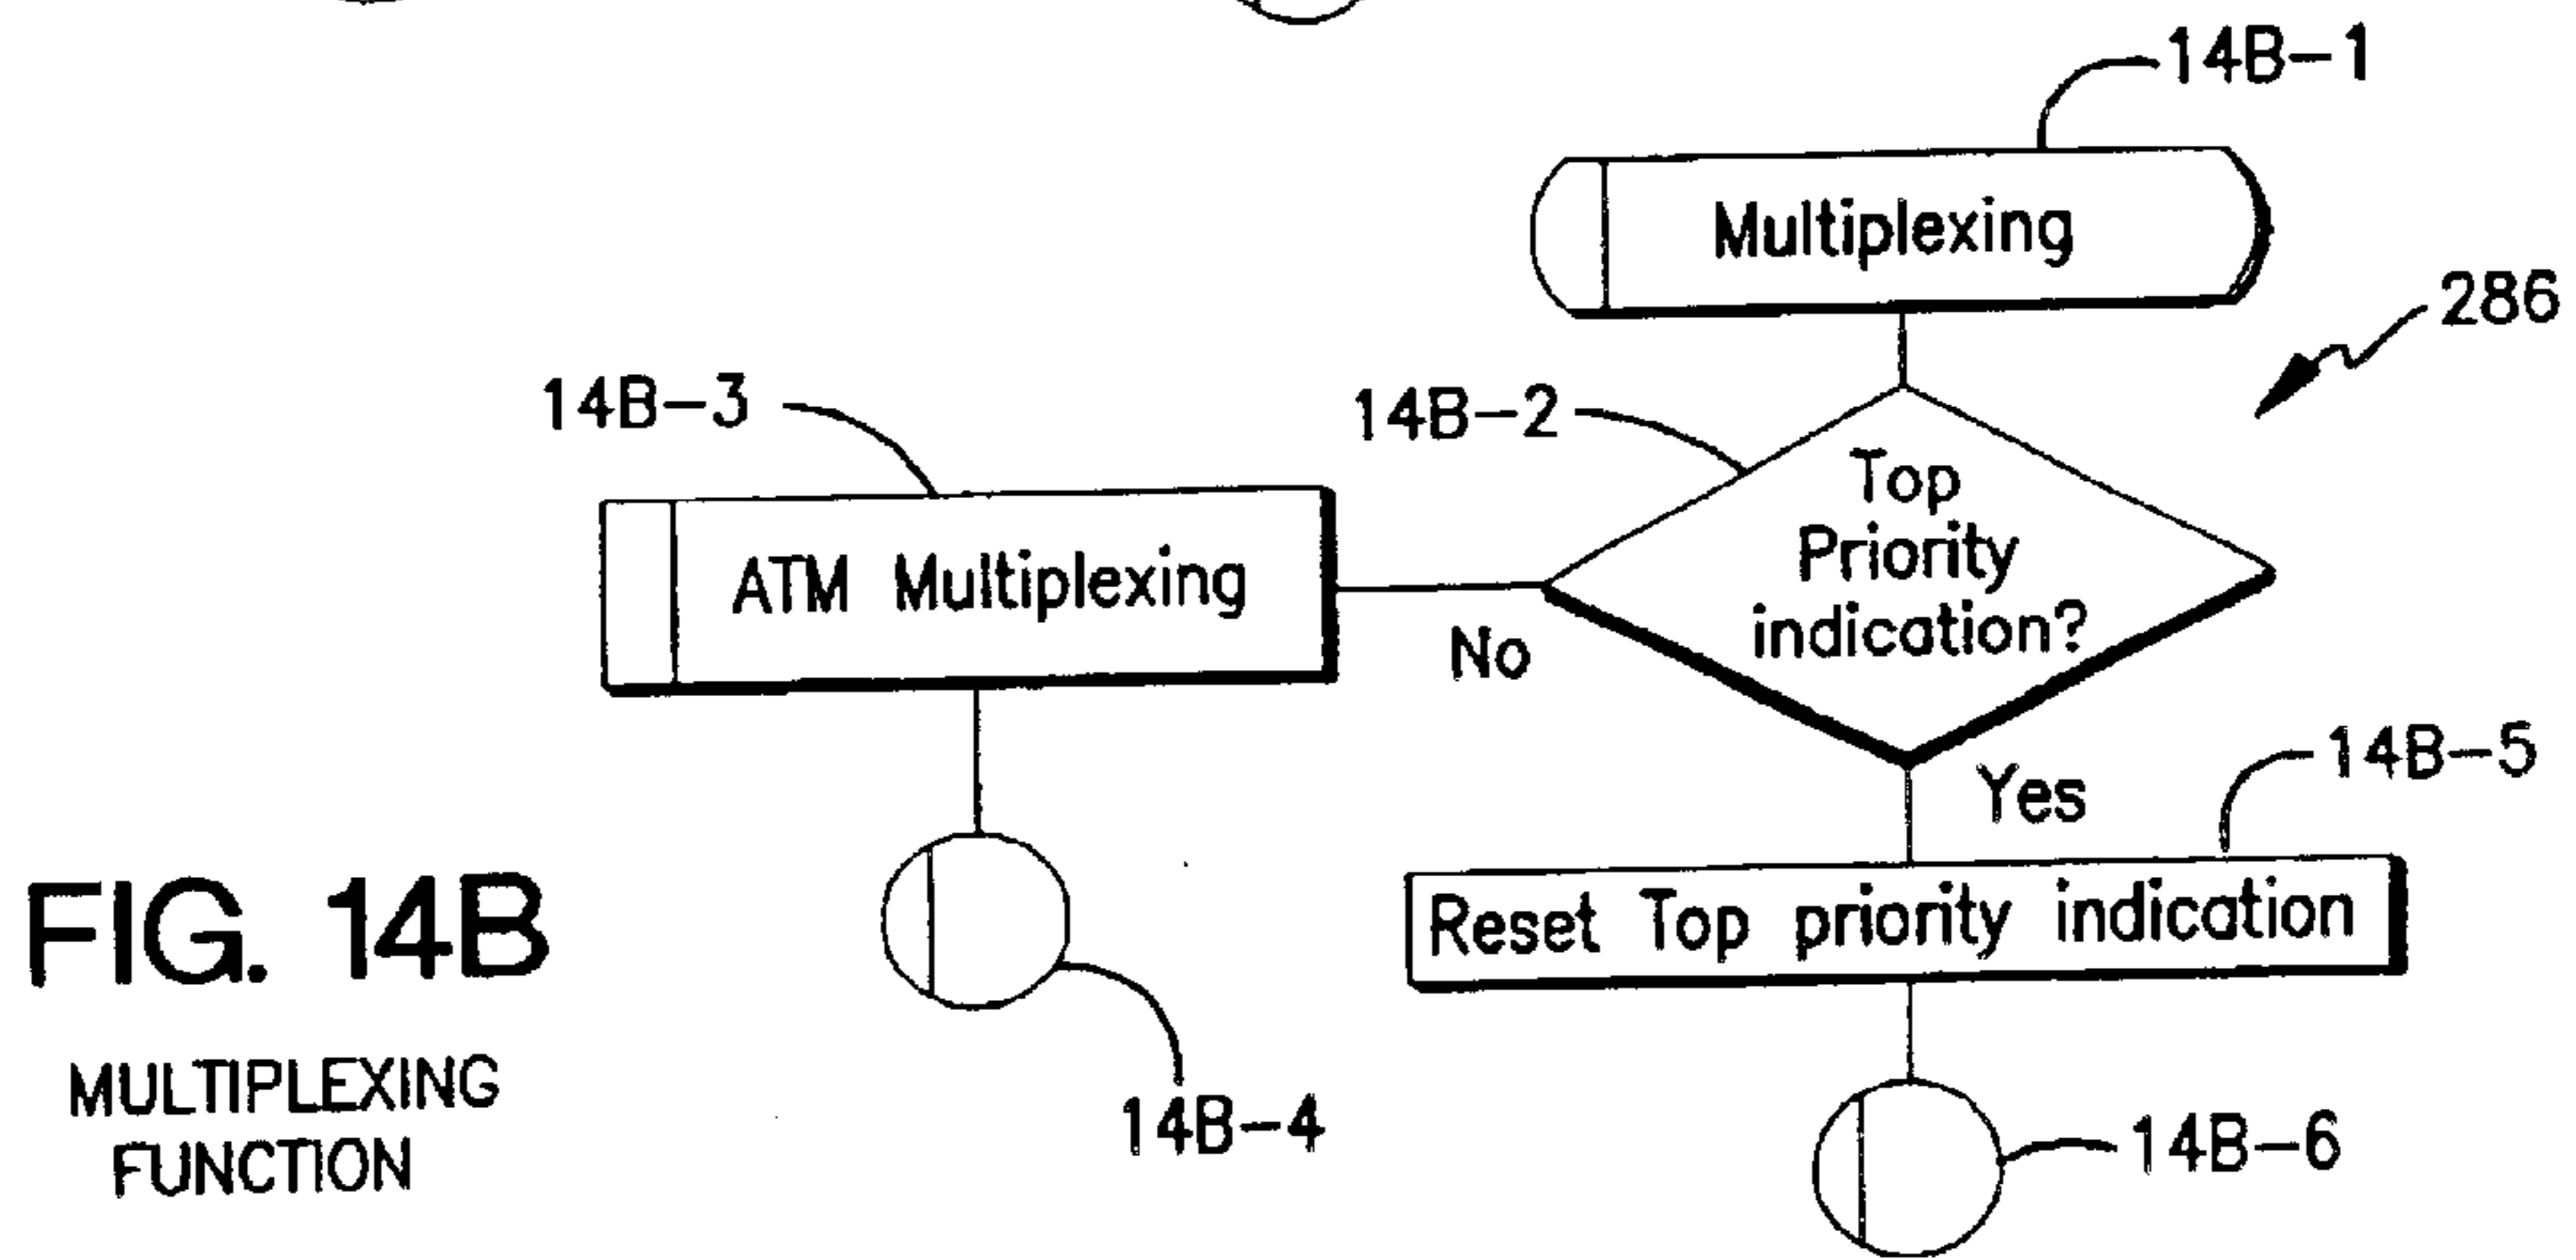 14B-1
Multiplexing
286
14B-3
14B-2
Top
Priority
indication?
ATM Multiplexing
No
Yes
14B-5
Reset Top priority indication
14B-4
14B-6
FIG. 14B
MULTIPLEXING
FUNCTION